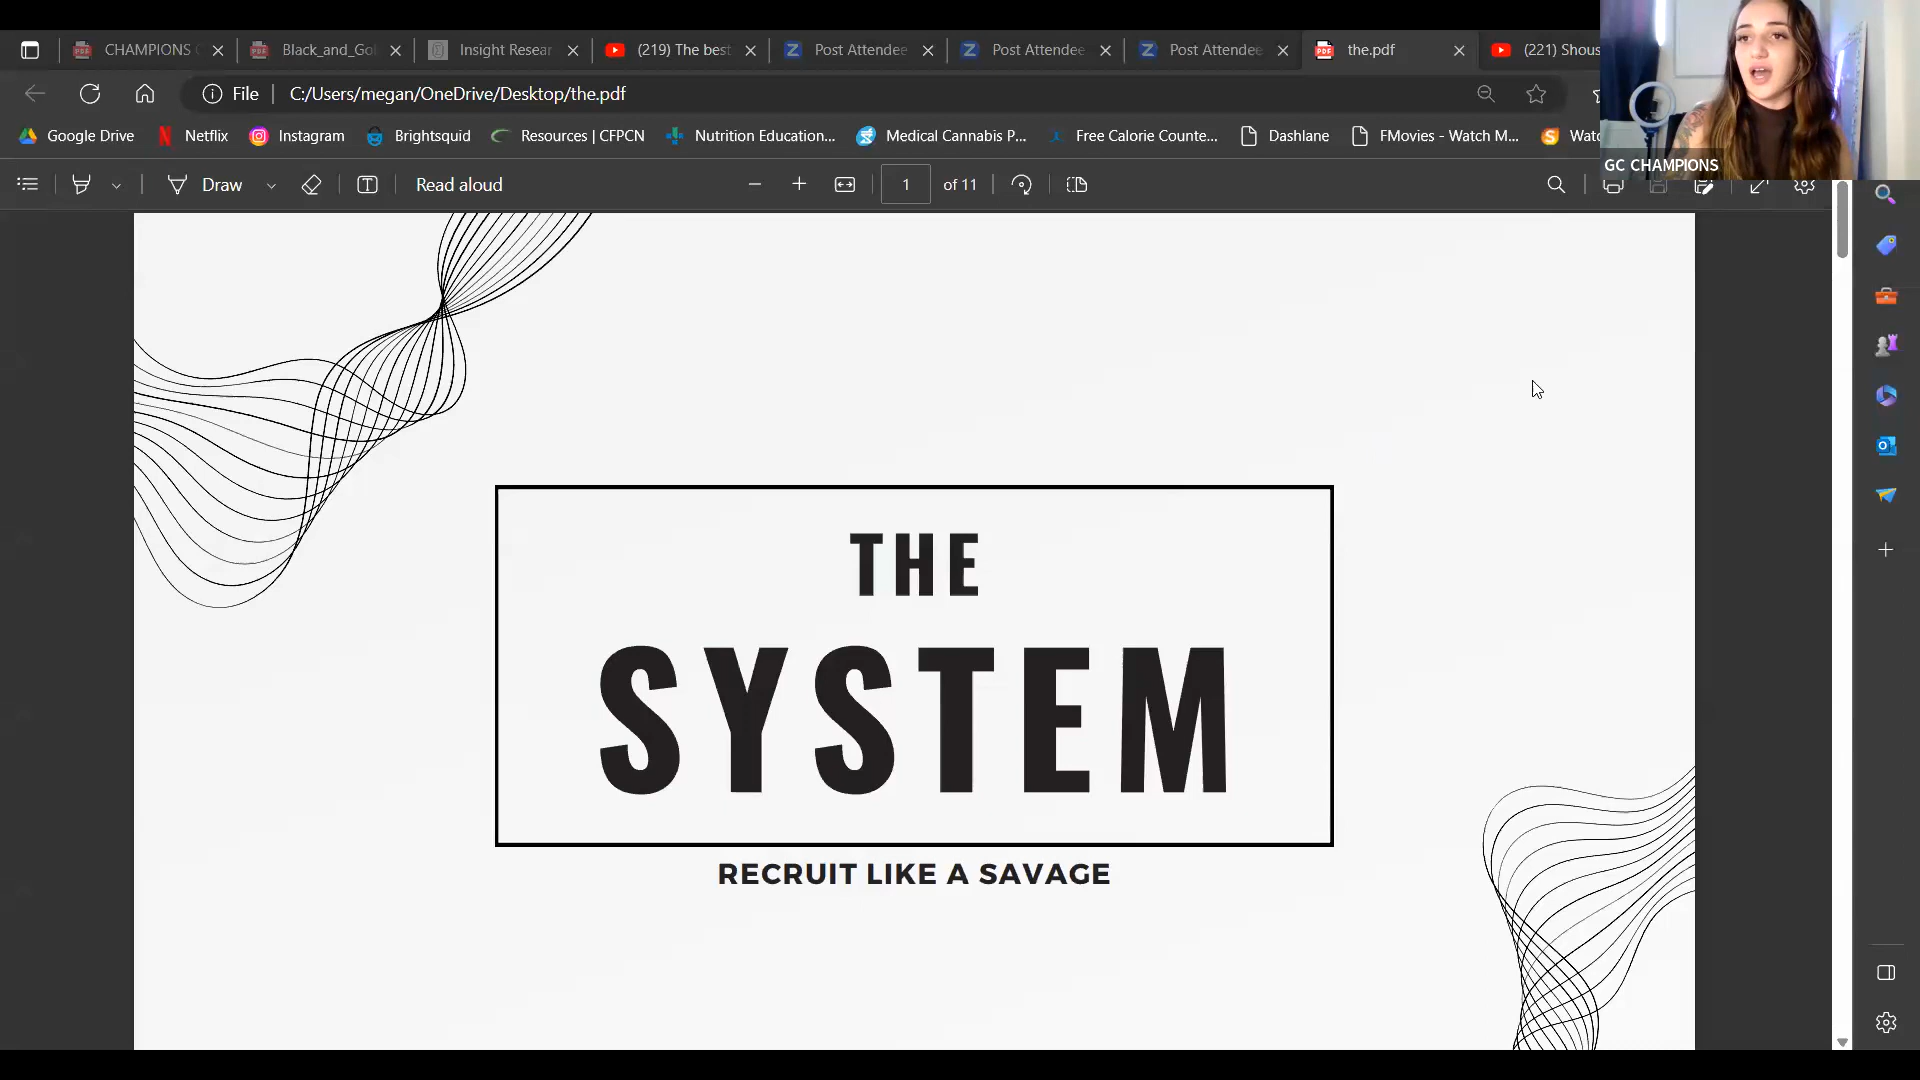 CHAMPIONS
Black_and_Go
Insight Resear
(219) The best
Post Attendee
Post Attendee
Post Attendee
the.pdf
(221) Shous
File
C:/Users/megan/OneDrive/Desktop/the.pdf
Google Drive
Netflix
Instagram
Brightsquid
Resources | CFPCN
Nutrition Education...
Medical Cannabis P...
Free Calorie Counte...
Dashlane
FMovies - Watch M...
Wat
GC CHAMPIONS
Draw
Read aloud
1
of 11
THE
SYSTEM
RECRUIT LIKE A SAVAGE